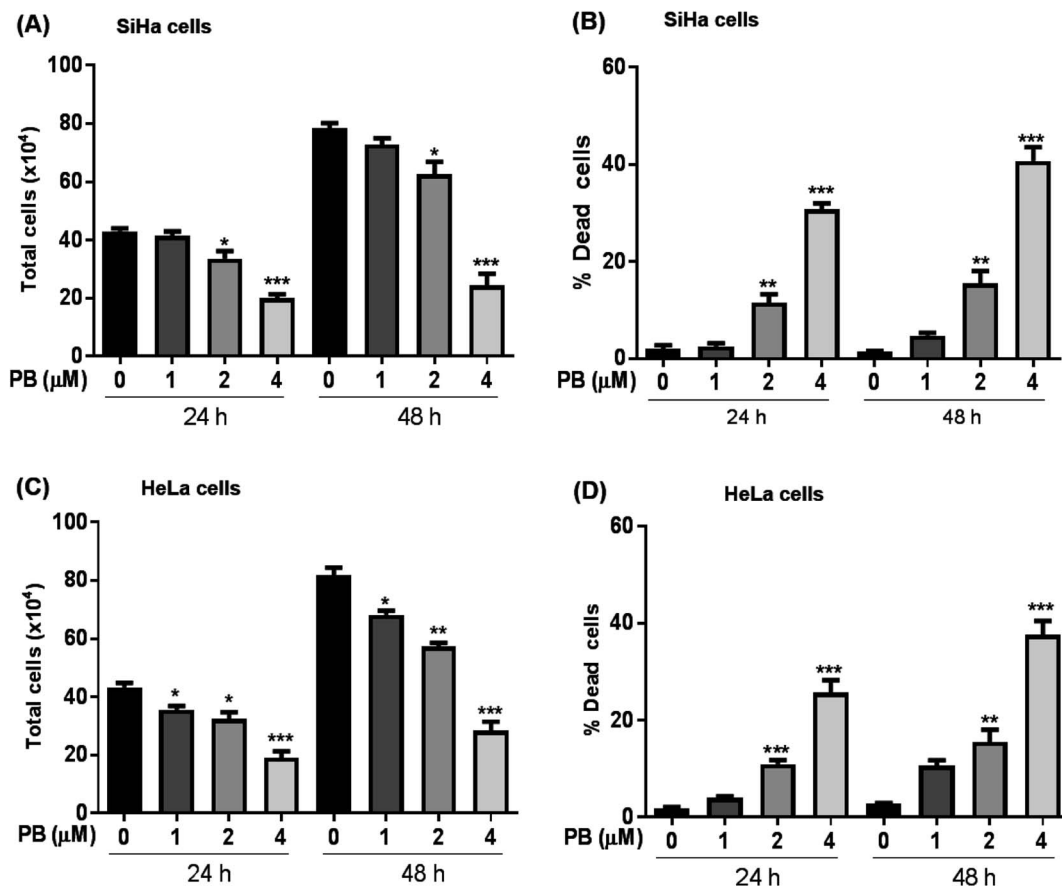 (A) SiHa cells
Total cells (x10⁴)
100
80
60
40
20
0
* *** * ***
PB (μM) 0 1 2 4 0 1 2 4
24 h 48 h
(B) SiHa cells
% Dead cells
60
40
20
0
** *** ** ***
PB (μM) 0 1 2 4 0 1 2 4
24 h 48 h
(C) HeLa cells
Total cells (x10⁴)
100
80
60
40
20
0
* * *** * ** ***
PB (μM) 0 1 2 4 0 1 2 4
24 h 48 h
(D) HeLa cells
% Dead cells
60
40
20
0
*** *** ** ***
PB (μM) 0 1 2 4 0 1 2 4
24 h 48 h